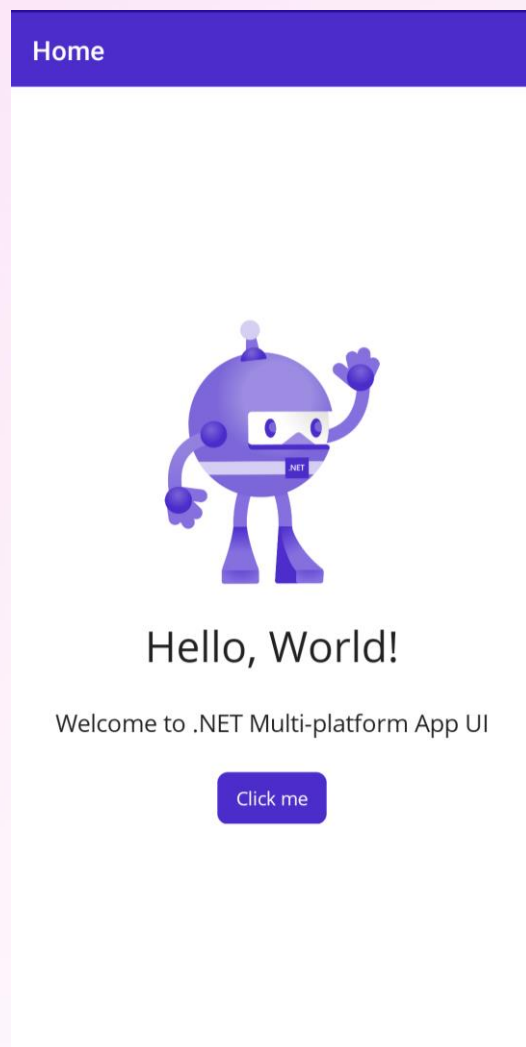 Home
.NET
Hello, World!
Welcome to .NET Multi-platform App UI
Click me